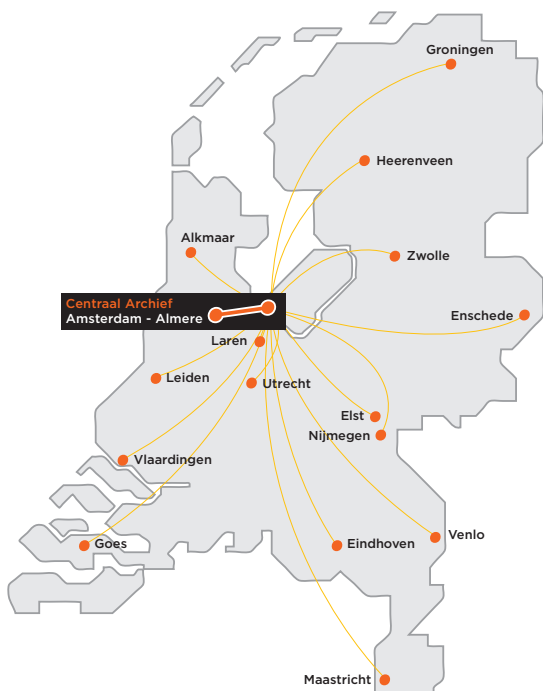 Groningen
Heerenveen
Alkmaar
Zwolle
Centraal Archief
Amsterdam - Almere
Enschede
Laren
Leiden
Utrecht
Elst
Nijmegen
Vlaardingen
Venlo
Goes
Eindhoven
Maastricht